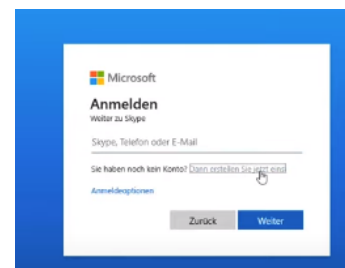 Microsoft
Anmelden
Weiter zu Skype
Skype, Telefon oder E-Mail
Sie haben noch kein Konto? Dann erstellen Sie jetzt eins!
Anmeldeoptionen
Zurück Weiter